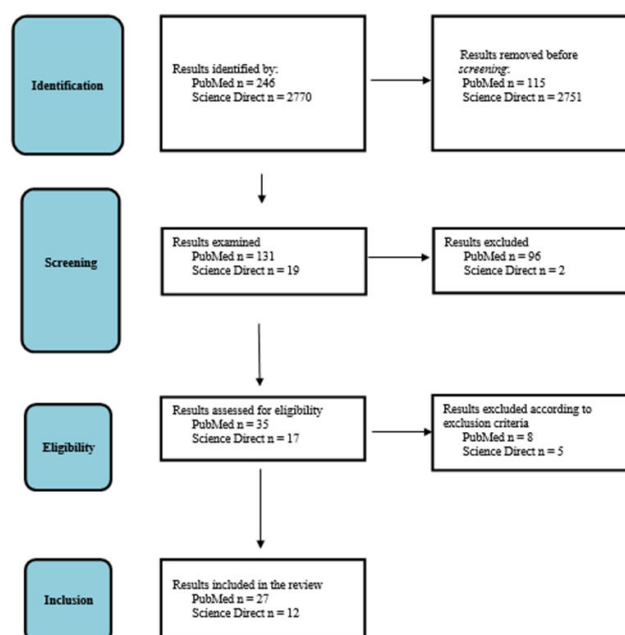 Identification
Results identified by:
PubMed n = 246
Science Direct n = 2770
Results removed before
screening:
PubMed n = 115
Science Direct n = 2751
Screening
Results examined
PubMed n = 131
Science Direct n = 19
Results excluded
PubMed n = 96
Science Direct n = 2
Eligibility
Results assessed for eligibility
PubMed n = 35
Science Direct n = 17
Results excluded according to
exclusion criteria
PubMed n = 8
Science Direct n = 5
Inclusion
Results included in the review
PubMed n = 27
Science Direct n = 12